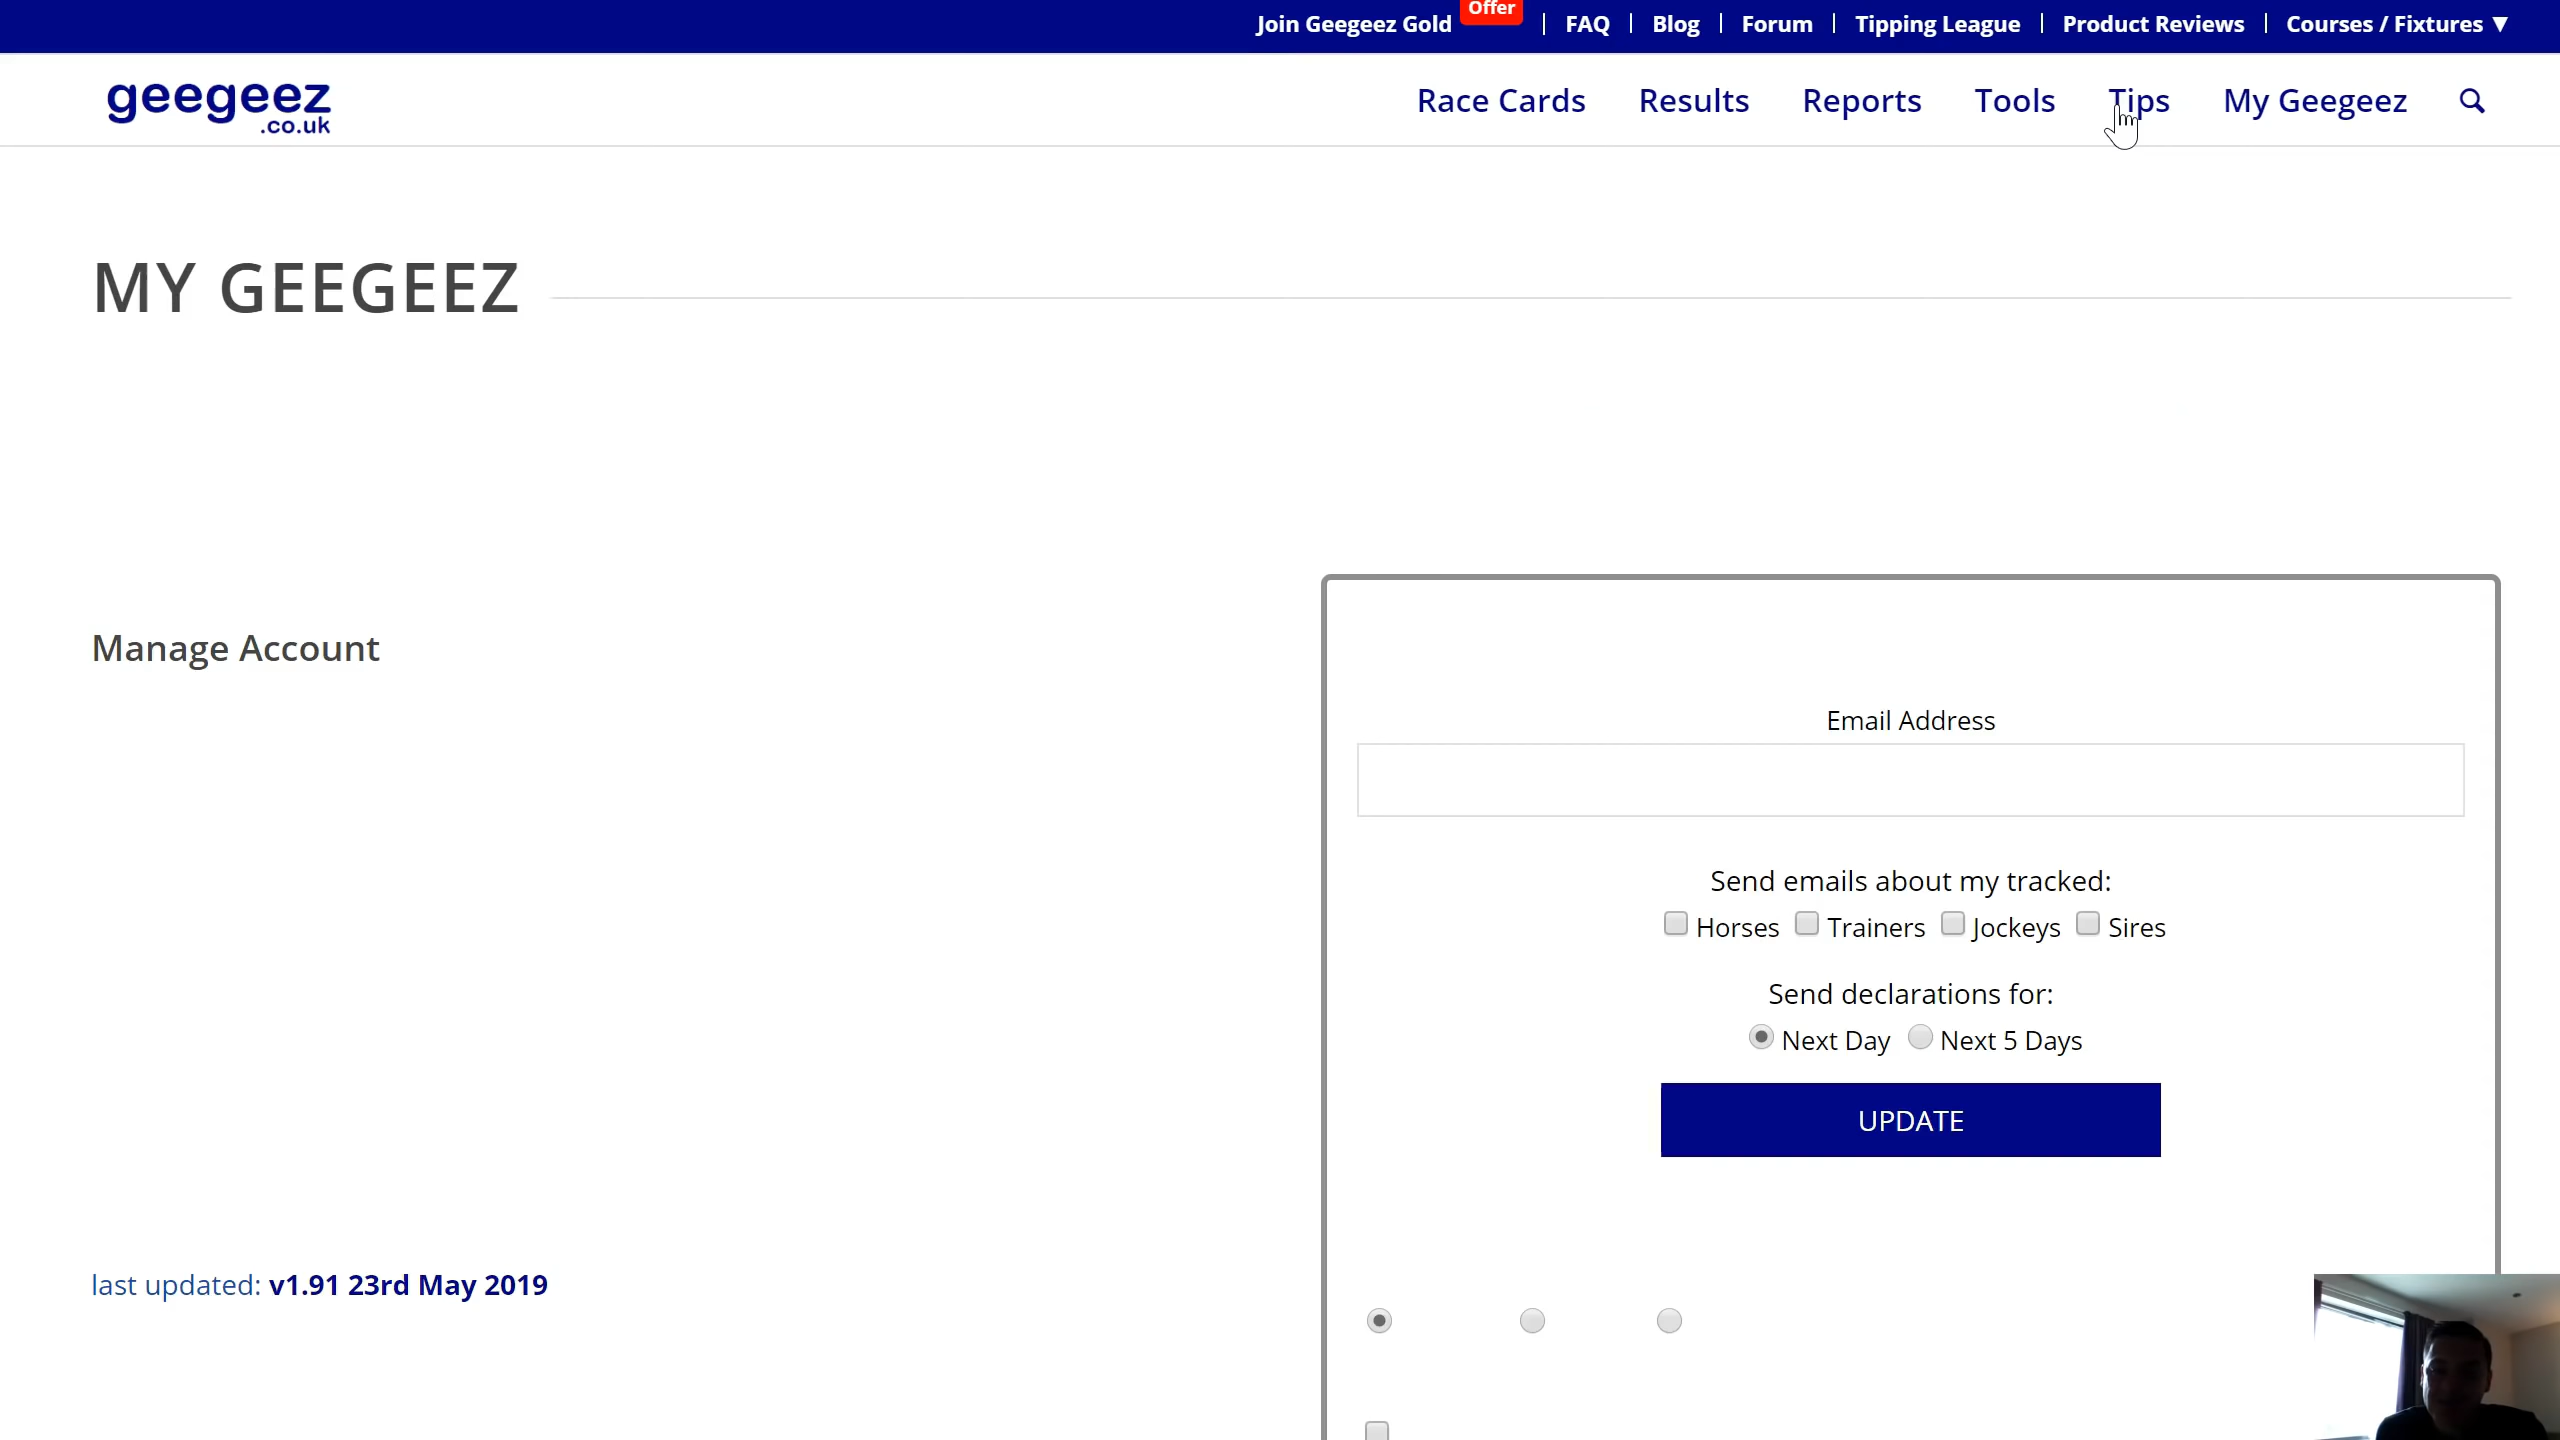 Join Geegeez Gold Offer | FAQ | Blog | Forum | Tipping League | Product Reviews | Courses / Fixtures ▼
geegeez
.co.uk
Race Cards Results Reports Tools Tips My Geegeez
MY GEEGEEZ
Manage Account
Email Address
Send emails about my tracked:
Horses Trainers Jockeys Sires
Send declarations for:
Next Day Next 5 Days
UPDATE
last updated: v1.91 23rd May 2019